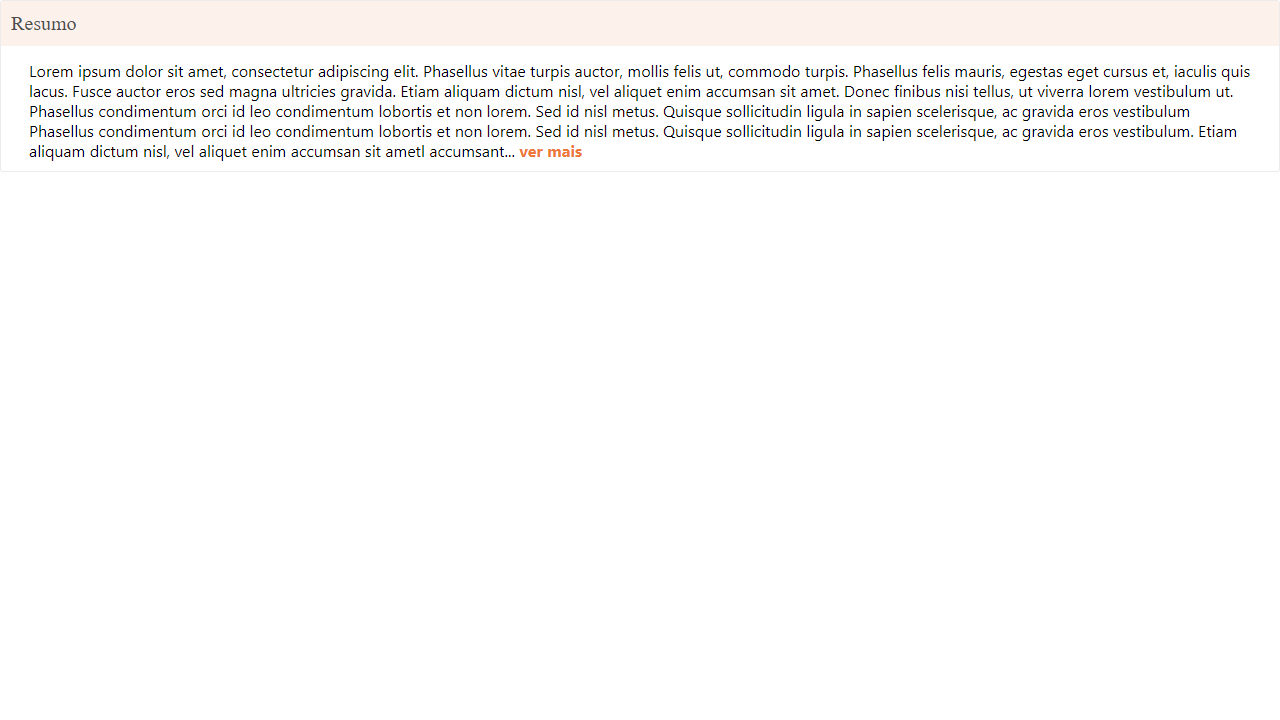 Resumo
Lorem ipsum dolor sit amet, consectetur adipiscing elit. Phasellus vitae turpis auctor, mollis felis ut, commodo turpis. Phasellus felis mauris, egestas eget cursus et, iaculis quis
lacus. Fusce auctor eros sed magna ultricies gravida. Etiam aliquam dictum nisl, vel aliquet enim accumsan sit amet. Donec finibus nisi tellus, ut viverra lorem vestibulum ut.
Phasellus condimentum orci id leo condimentum lobortis et non lorem. Sed id nisl metus. Quisque sollicitudin ligula in sapien scelerisque, ac gravida eros vestibulum
Phasellus condimentum orci id leo condimentum lobortis et non lorem. Sed id nisl metus. Quisque sollicitudin ligula in sapien scelerisque, ac gravida eros vestibulum. Etiam
aliquam dictum nisl, vel aliquet enim accumsan sit ametl accumsant... ver mais